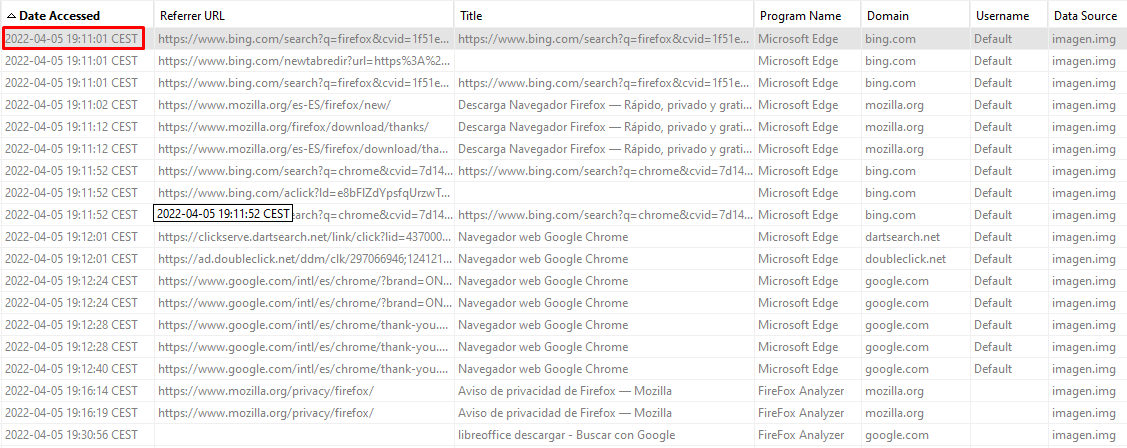 Date Accessed Referrer URL Title Program Name Domain Username Data Source
2022-04-05 19:11:01 CEST https://www.bing.com/search?q=firefox&cvid=1f51e... https://www.bing.com/search?q=firefox&cvid=1f51e... Microsoft Edge bing.com Default imagen.img
2022-04-05 19:11:01 CEST https://www.bing.com/newtabredir?url=https%3A%2... Microsoft Edge bing.com Default imagen.img
2022-04-05 19:11:01 CEST https://www.bing.com/search?q=firefox&cvid=1f51e... https://www.bing.com/search?q=firefox&cvid=1f51e... Microsoft Edge bing.com Default imagen.img
2022-04-05 19:11:02 CEST https://www.mozilla.org/es-ES/firefox/new/ Descarga Navegador Firefox — Rápido, privado y grati... Microsoft Edge mozilla.org Default imagen.img
2022-04-05 19:11:12 CEST https://www.mozilla.org/firefox/download/thanks/ Descarga Navegador Firefox — Rápido, privado y grati... Microsoft Edge mozilla.org Default imagen.img
2022-04-05 19:11:12 CEST https://www.mozilla.org/es-ES/firefox/download/tha... Descarga Navegador Firefox — Rápido, privado y grati... Microsoft Edge mozilla.org Default imagen.img
2022-04-05 19:11:52 CEST https://www.bing.com/search?q=chrome&cvid=7d14... https://www.bing.com/search?q=chrome&cvid=7d14... Microsoft Edge bing.com Default imagen.img
2022-04-05 19:11:52 CEST https://www.bing.com/aclick?ld=e8bFIZdYpsfqUrzwT... Microsoft Edge bing.com Default imagen.img
2022-04-05 19:11:52 CEST 2022-04-05 19:11:52 CEST search?q=chrome&cvid=7d14... https://www.bing.com/search?q=chrome&cvid=7d14... Microsoft Edge bing.com Default imagen.img
2022-04-05 19:12:01 CEST https://clickserve.dartsearch.net/link/click?lid=437000... Navegador web Google Chrome Microsoft Edge dartsearch.net Default imagen.img
2022-04-05 19:12:01 CEST https://ad.doubleclick.net/ddm/clk/297066946;124121... Navegador web Google Chrome Microsoft Edge doubleclick.net Default imagen.img
2022-04-05 19:12:24 CEST https://www.google.com/intl/es/chrome/?brand=ON... Navegador web Google Chrome Microsoft Edge google.com Default imagen.img
2022-04-05 19:12:24 CEST https://www.google.com/intl/es/chrome/?brand=ON... Navegador web Google Chrome Microsoft Edge google.com Default imagen.img
2022-04-05 19:12:28 CEST https://www.google.com/intl/es/chrome/thank-you.... Navegador web Google Chrome Microsoft Edge google.com Default imagen.img
2022-04-05 19:12:28 CEST https://www.google.com/intl/es/chrome/thank-you.... Navegador web Google Chrome Microsoft Edge google.com Default imagen.img
2022-04-05 19:12:40 CEST https://www.google.com/intl/es/chrome/thank-you.... Navegador web Google Chrome Microsoft Edge google.com Default imagen.img
2022-04-05 19:16:14 CEST https://www.mozilla.org/privacy/firefox/ Aviso de privacidad de Firefox — Mozilla FireFox Analyzer mozilla.org imagen.img
2022-04-05 19:16:19 CEST https://www.mozilla.org/privacy/firefox/ Aviso de privacidad de Firefox — Mozilla FireFox Analyzer mozilla.org imagen.img
2022-04-05 19:30:56 CEST libreoffice descargar - Buscar con Google FireFox Analyzer imagen.img